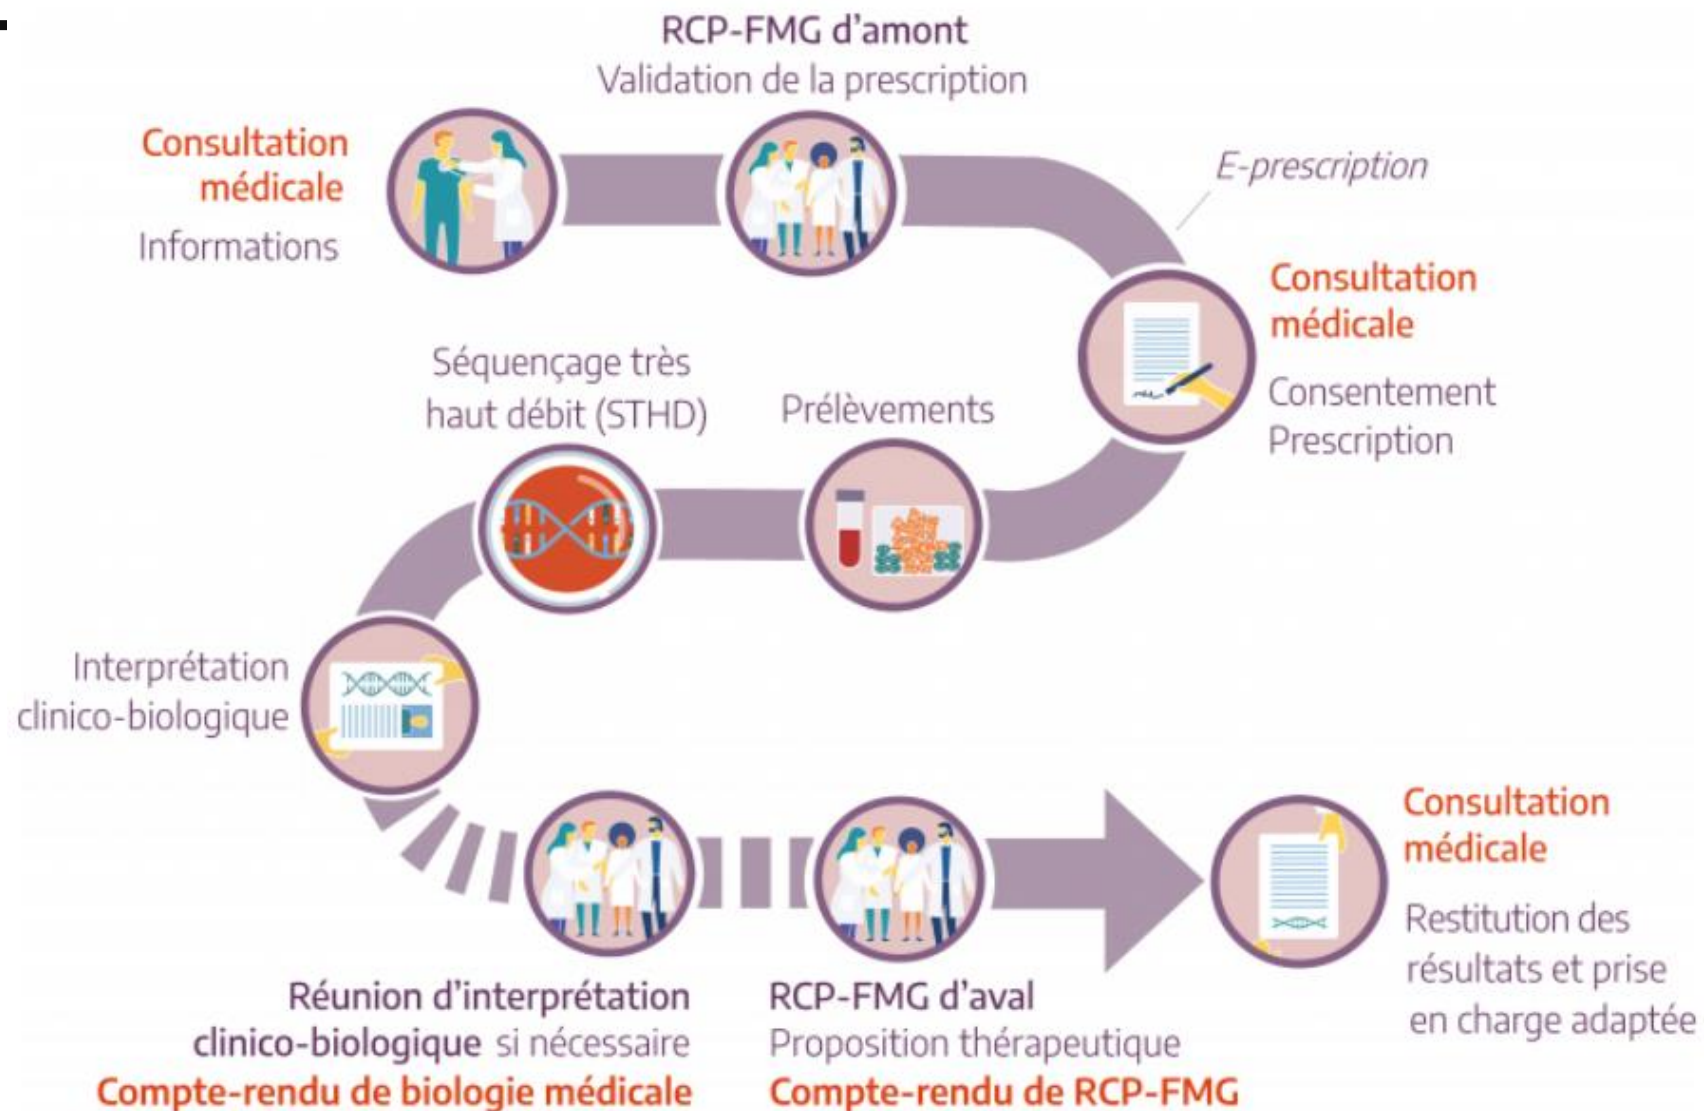 RCP-FMG d'amont
Validation de la prescription
Consultation
médicale
Informations
E-prescription
Consultation
médicale
Consentement
Prescription
Prélèvements
Séquençage très
haut débit (STHD)
Interprétation
clinico-biologique
Réunion d'interprétation
clinico-biologique si nécessaire
Compte-rendu de biologie médicale
RCP-FMG d'aval
Proposition thérapeutique
Compte-rendu de RCP-FMG
Consultation
médicale
Restitution des
résultats et prise
en charge adaptée